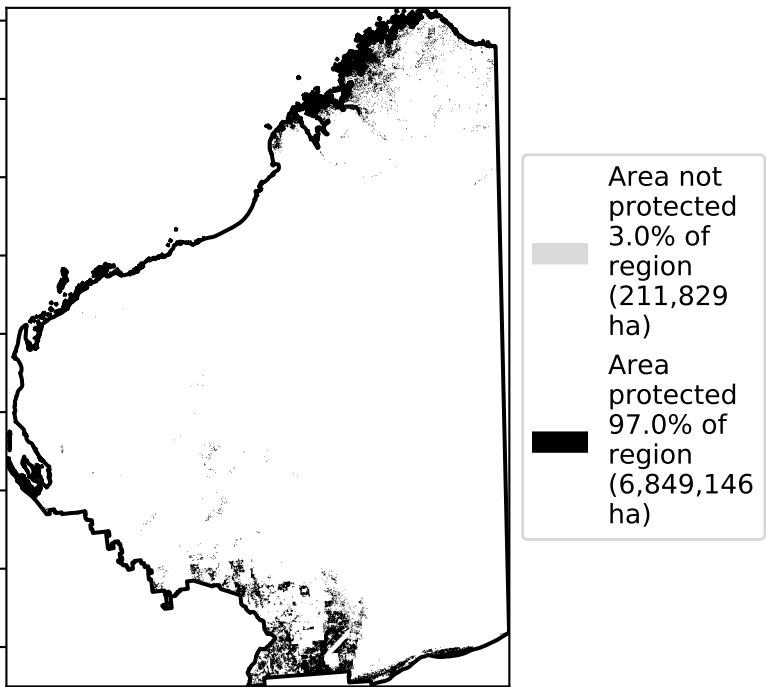 Area not
protected
3.0% of
region
(211,829
ha)
Area
protected
97.0% of
region
(6,849,146
ha)